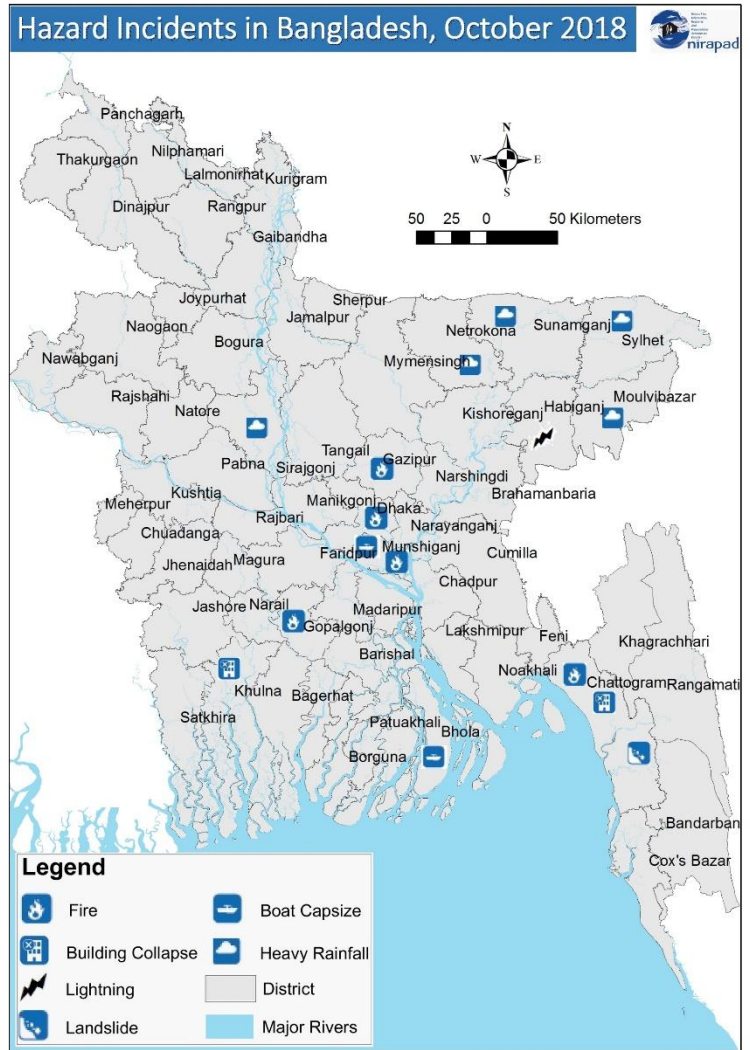 Hazard Incidents in Bangladesh, October 2018
nirapad
Panchagarh
Thakurgaon
Nilphamari
Lalmonirhat
Kurigram
Dinajpur
Rangpur
Gaibandha
N
W
E
S
50 25 0 50 Kilometers
Joypurhat
Naogaon
Bogura
Jamalpur
Sherpur
Netrokona
Sunamganj
Sylhet
Nawabganj
Mymensingh
Rajshahi
Natore
Kishoreganj
Habiganj
Moulvibazar
Pabna
Sirajgonj
Tangail
Gazipur
Narshingdi
Brahamanbaria
Meherpur
Kushtia
Manikgonj
Dhaka
Rajbari
Narayanganj
Chuadanga
Jhenaidah
Magura
Faridpur
Munshiganj
Cumilla
Chadpur
Jashore
Narail
Gopalgonj
Madaripur
Lakshmipur
Feni
Khagrachhari
Barishal
Noakhali
Chattogram
Rangamati
Khulna
Bagerhat
Satkhira
Patuakhali
Bhola
Borguna
Bandarban
Cox's Bazar
Legend
Fire
Boat Capsize
Building Collapse
Heavy Rainfall
Lightning
District
Landslide
Major Rivers